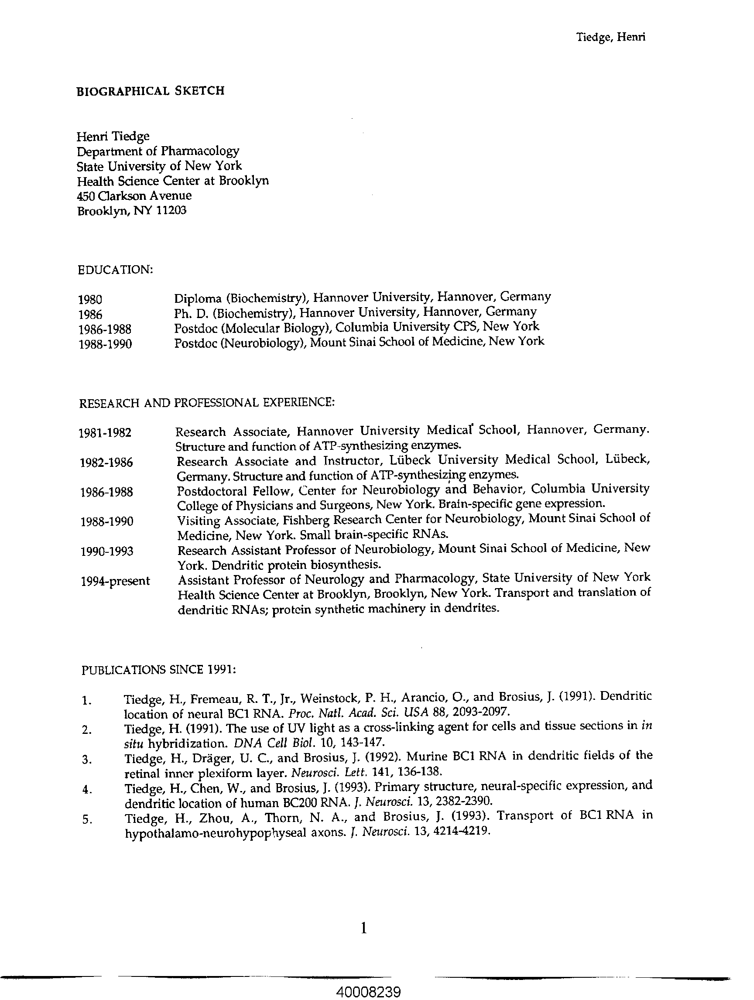 Tiedge, Henri
BIOGRAPHICAL SKETCH
Henri Tiedge
Department of Pharmacology
State University of New York
Health Science Center at Brooklyn
450 Clarkson Avenue
Brooklyn, NY 11203
EDUCATION:
1980 Diploma (Biochemistry), Hannover University, Hannover, Germany
1986 Ph. D. (Biochemistry), Hannover University, Hannover, Germany
1986-1988 Postdoc (Molecular Biology), Columbia University CPS, New York
1988-1990 Postdoc (Neurobiology), Mount Sinai School of Medicine, New York
RESEARCH AND PROFESSIONAL EXPERIENCE:
1981-1982 Research Associate, Hannover University Medical School, Hannover, Germany.
Structure and function of ATP-synthesizing enzymes.
1982-1986 Research Associate and Instructor, Lübeck University Medical School, Lübeck,
Germany. Structure and function of ATP-synthesizing enzymes.
1986-1988 Postdoctoral Fellow, Center for Neurobiology and Behavior, Columbia University
College of Physicians and Surgeons, New York. Brain-specific gene expression.
1988-1990 Visiting Associate, Fishberg Research Center for Neurobiology, Mount Sinai School of
Medicine, New York. Small brain-specific RNAs.
1990-1993 Research Assistant Professor of Neurobiology, Mount Sinai School of Medicine, New
York. Dendritic protein biosynthesis.
1994-present Assistant Professor of Neurology and Pharmacology, State University of New York
Health Science Center at Brooklyn, Brooklyn, New York. Transport and translation of
dendritic RNAs; protein synthetic machinery in dendrites.
PUBLICATIONS SINCE 1991:
1. Tiedge, H., Fremeau, R. T., Jr., Weinstock, P. H., Arancio, O., and Brosius, J. (1991). Dendritic
location of neural BC1 RNA. Proc. Natl. Acad. Sci. USA 88, 2093-2097.
2. Tiedge, H. (1991). The use of UV light as a cross-linking agent for cells and tissue sections in in
situ hybridization. DNA Cell Biol. 10, 143-147.
3. Tiedge, H., Dräger, U. C., and Brosius, J. (1992). Murine BC1 RNA in dendritic fields of the
retinal inner plexiform layer. Neurosci. Lett. 141, 136-138.
4. Tiedge, H., Chen, W., and Brosius, J. (1993). Primary structure, neural-specific expression, and
dendritic location of human BC200 RNA. J. Neurosci. 13, 2382-2390.
5. Tiedge, H., Zhou, A., Thorn, N. A., and Brosius, J. (1993). Transport of BC1 RNA in
hypothalamo-neurohypophyseal axons. J. Neurosci. 13, 4214-4219.
1
40008239